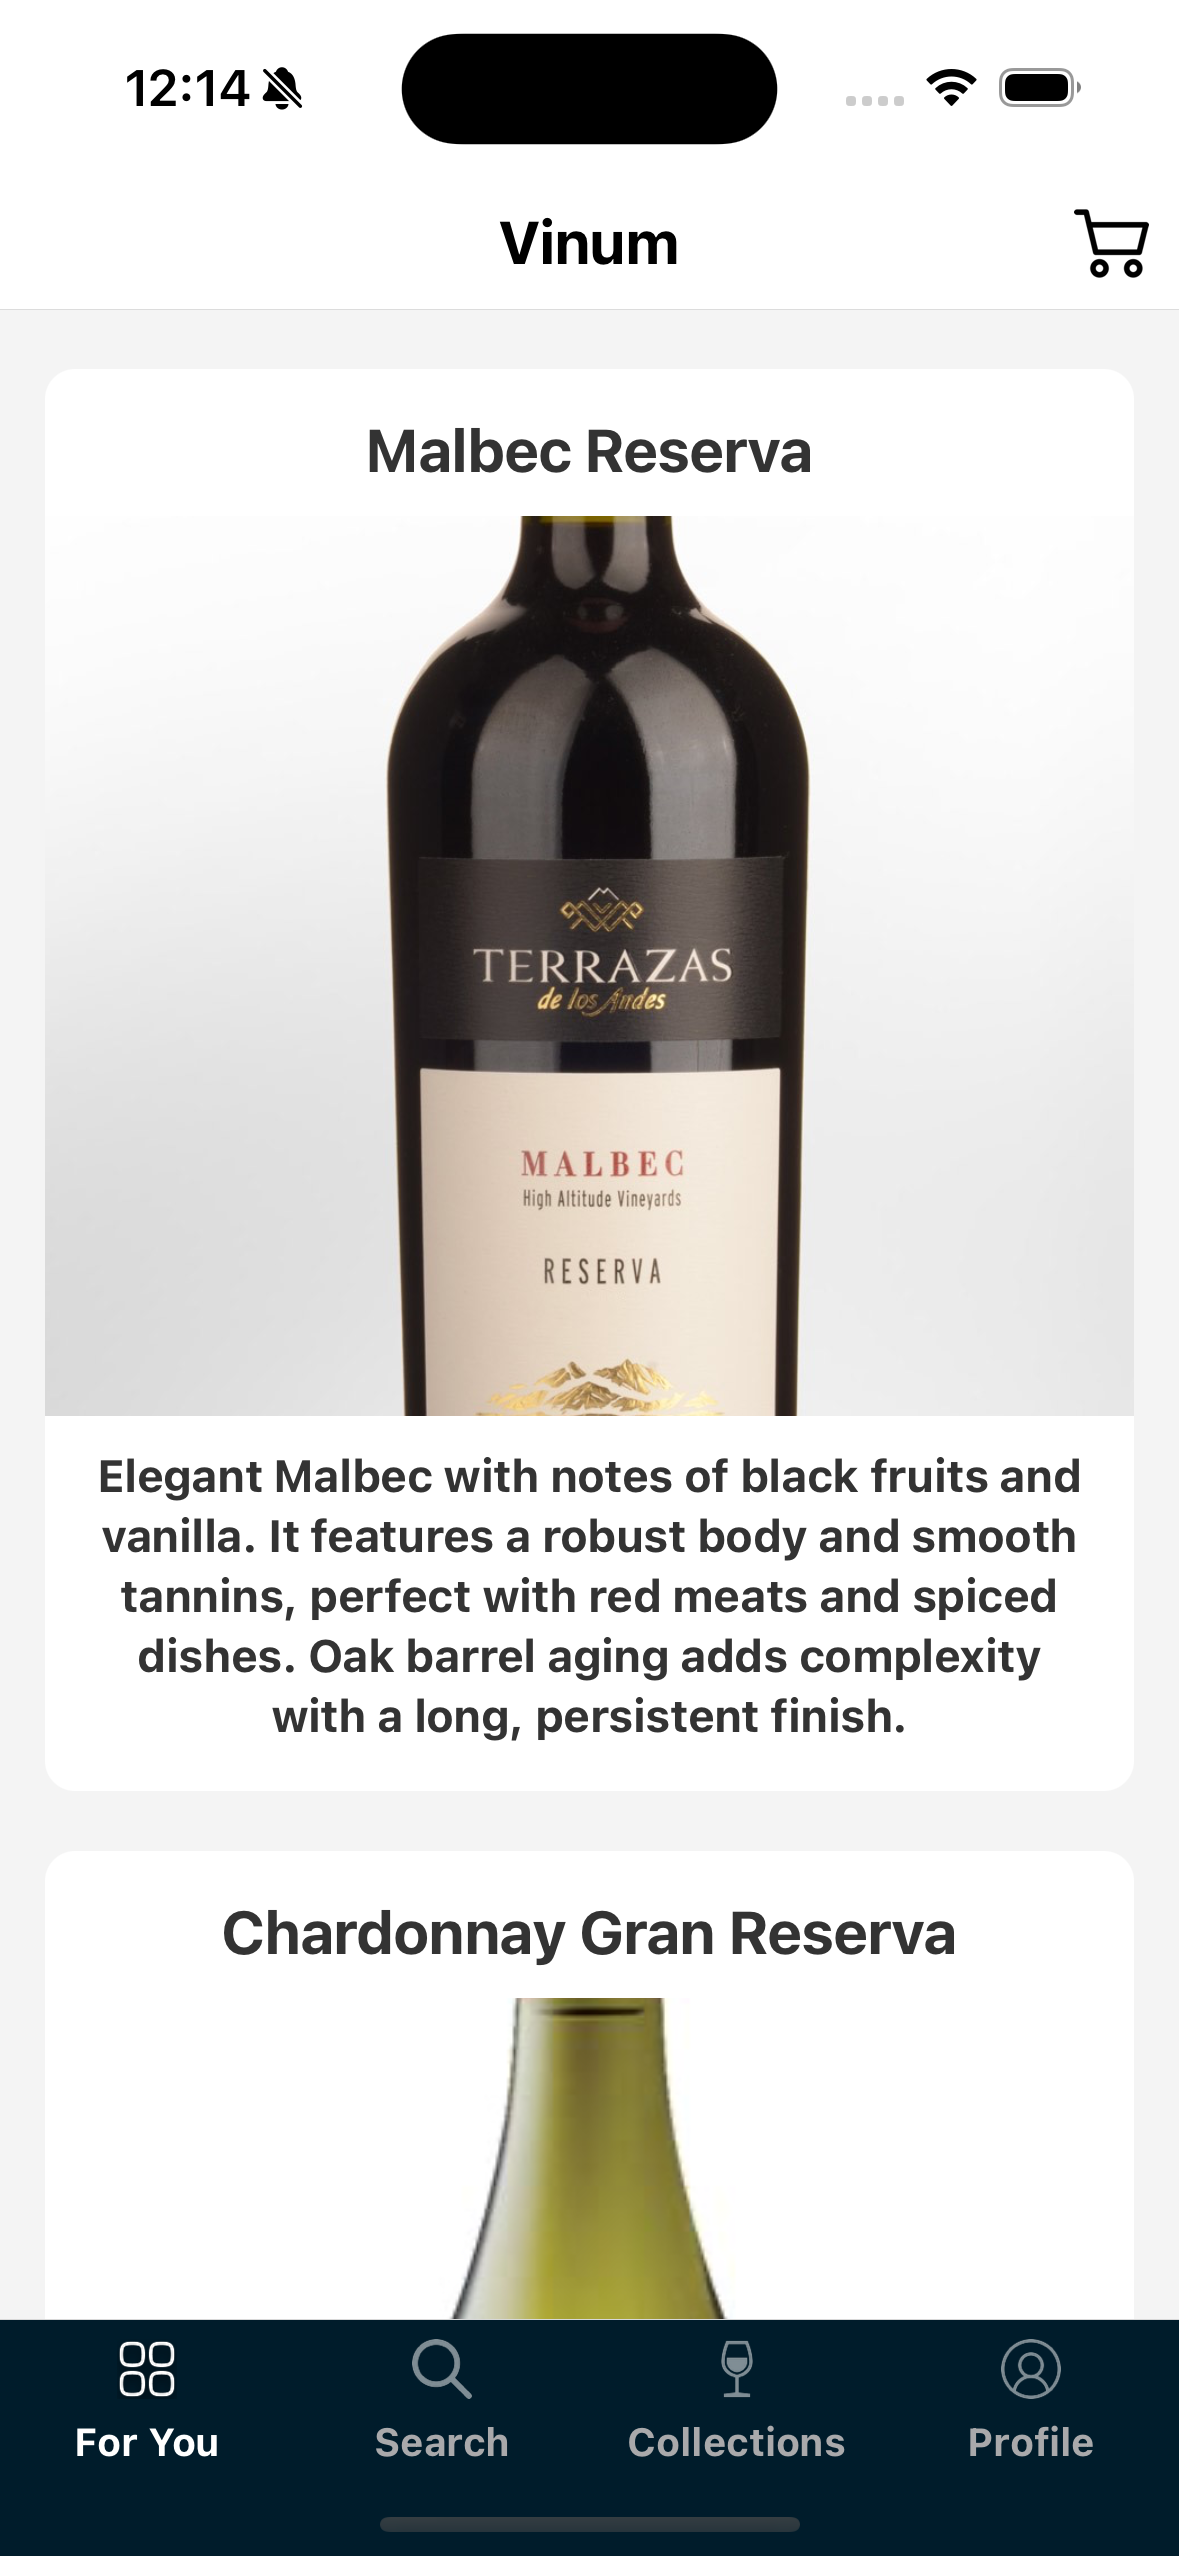 12:14
Vinum
Malbec Reserva
TERRAZAS
de los Andes
MALBEC
High Altitude Vineyards
RESERVA
Elegant Malbec with notes of black fruits and
vanilla. It features a robust body and smooth
tannins, perfect with red meats and spiced
dishes. Oak barrel aging adds complexity
with a long, persistent finish.
Chardonnay Gran Reserva
For You
Search
Collections
Profile